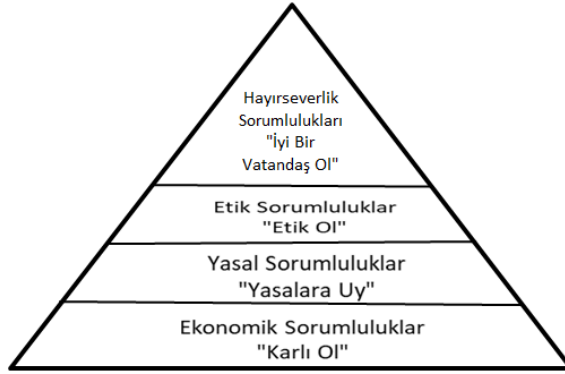 Hayırseverlik
Sorumlulukları
"İyi Bir
Vatandaş Ol"
Etik Sorumluluklar
"Etik Ol"
Yasal Sorumluluklar
"Yasalara Uy"
Ekonomik Sorumluluklar
"Karlı Ol"